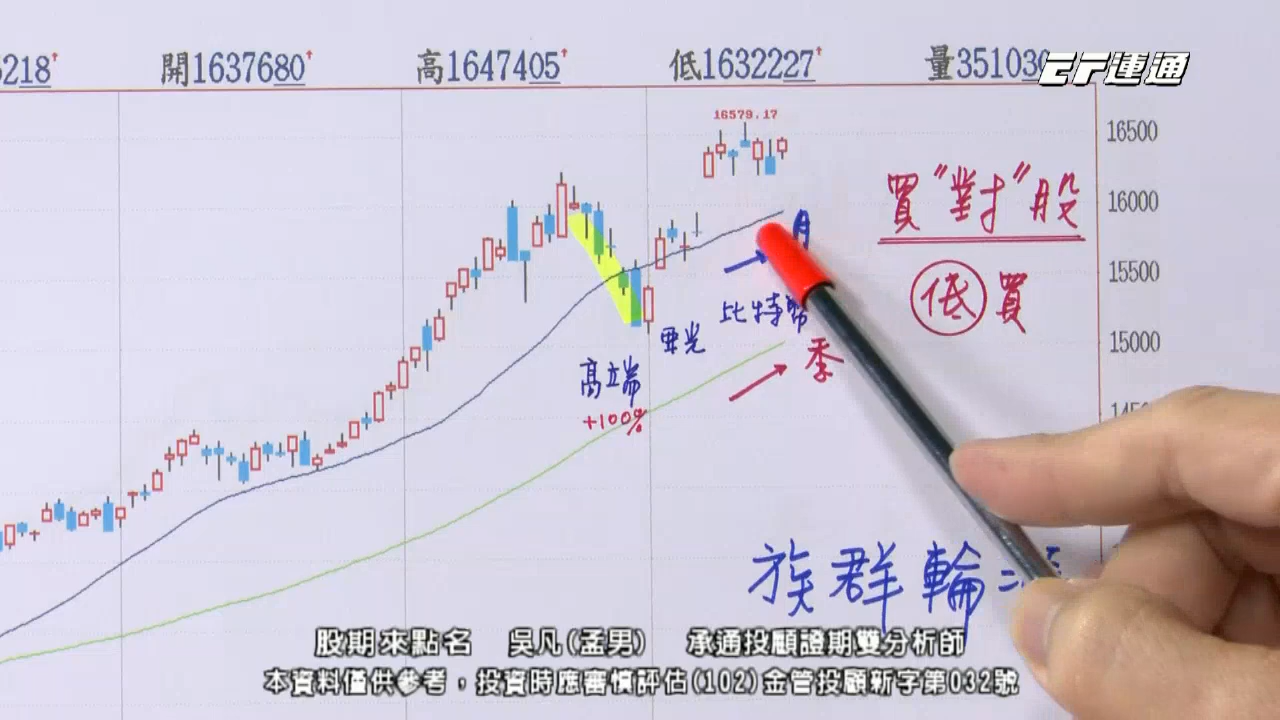 218↑ 開1637680↑ 高1647405↑ 低1632227↑ 量35103
EF連通
16579.17
16500
16000
15500
15000
買"對"股
低買
月
比特幣
亜光
季
高立端
+100%
族群輪
股期來點名 吳凡(孟男) 承通投顧證期雙分析師
本資料僅供參考，投資時應審慎評估(102)金管投顧新字第032號